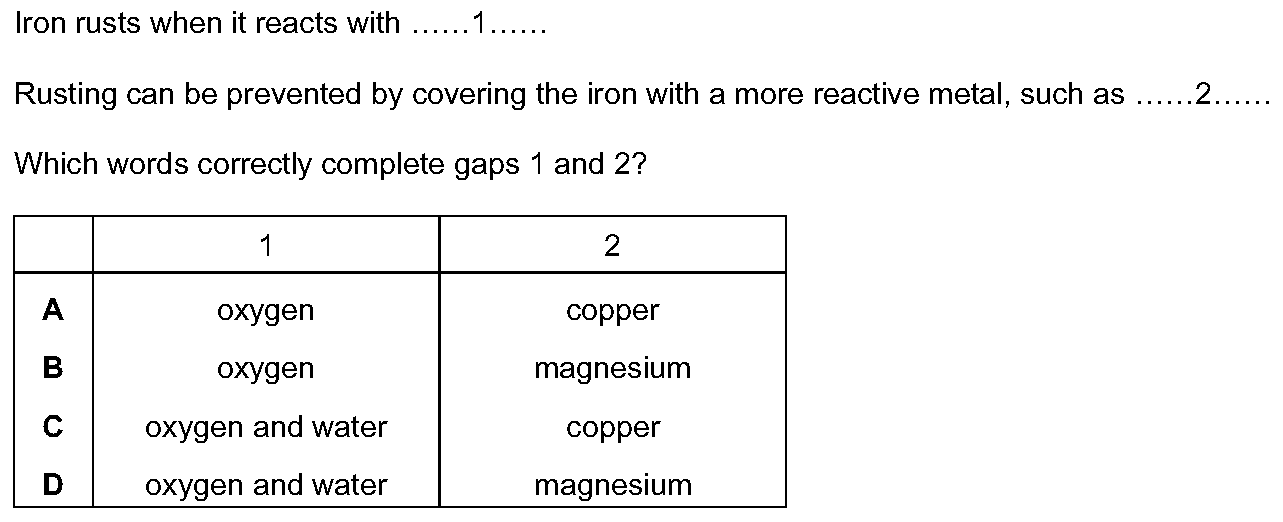 Iron rusts when it reacts with ......1......
Rusting can be prevented by covering the iron with a more reactive metal, such as ......2......
Which words correctly complete gaps 1 and 2?
1 2
A oxygen copper
B oxygen magnesium
C oxygen and water copper
D oxygen and water magnesium